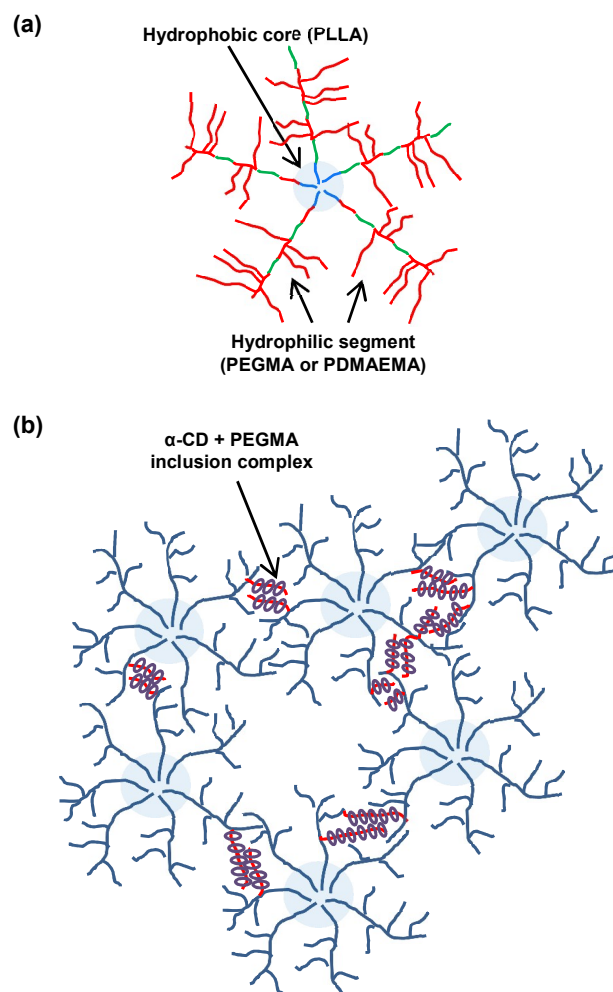 (a)
Hydrophobic core (PLLA)
Hydrophilic segment
(PEGMA or PDMAEMA)
(b)
α-CD + PEGMA
inclusion complex